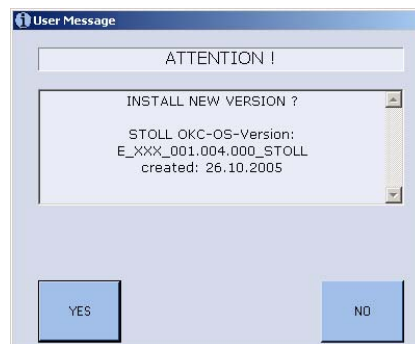 User Message
ATTENTION !
INSTALL NEW VERSION ?
STOLL OKC-OS-Version:
E_XXX_001.004.000_STOLL
created: 26.10.2005
YES
NO